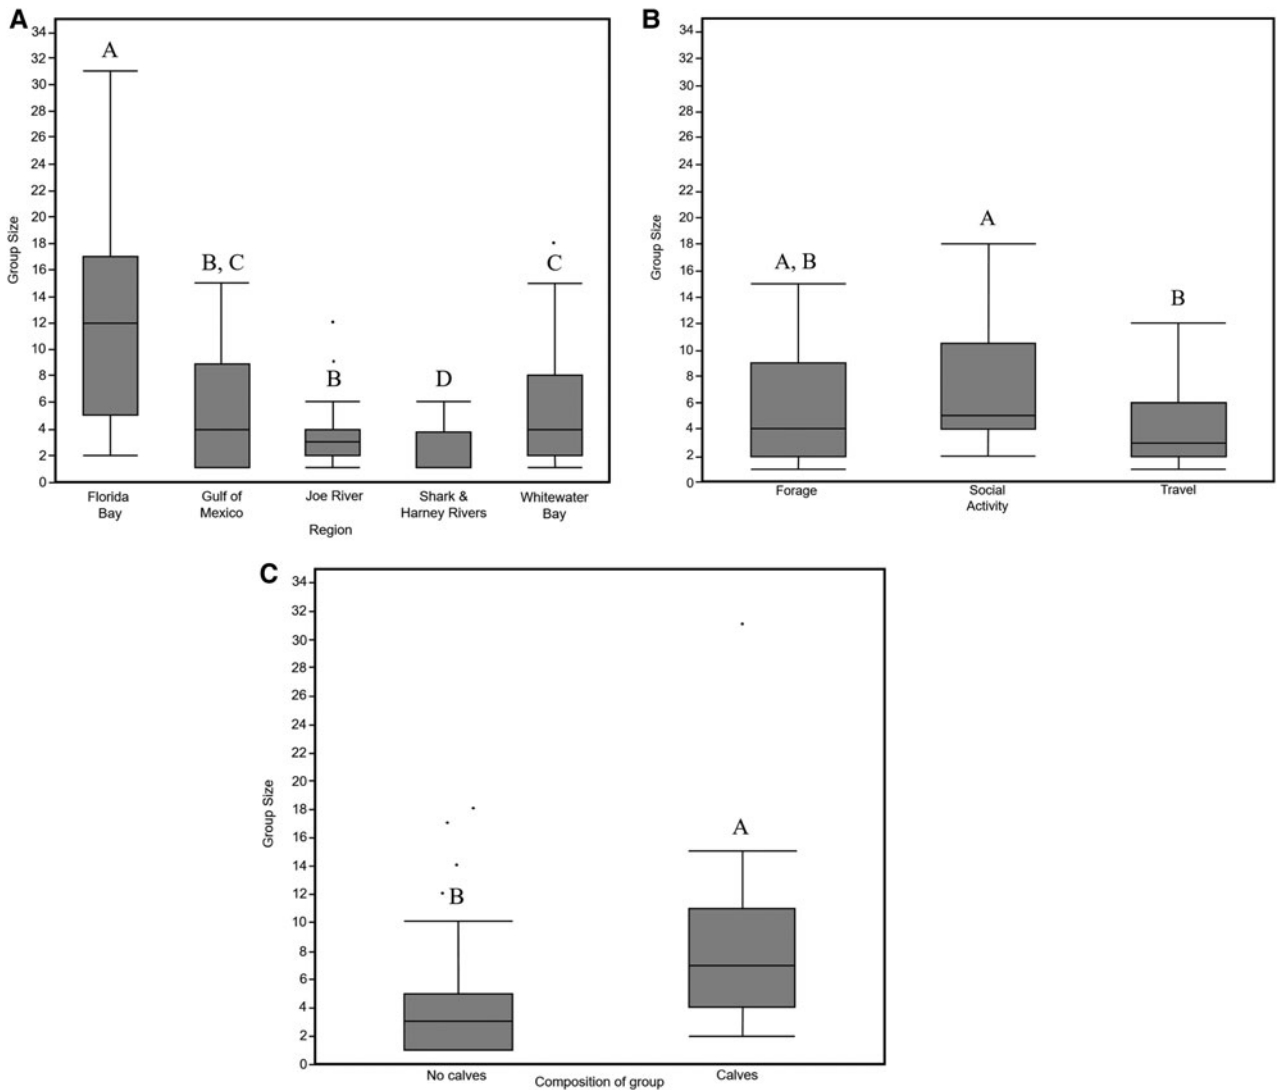 A
34
32
30
28
26
24
22
20
18
16
14
12
10
8
6
4
2
0
Group Size
A
B, C
B
D
C
Florida Bay
Gulf of Mexico
Joe River
Shark & Harney Rivers
Whitewater Bay
Region
B
34
32
30
28
26
24
22
20
18
16
14
12
10
8
6
4
2
0
Group Size
A, B
A
B
Forage
Social Activity
Travel
C
34
32
30
28
26
24
22
20
18
16
14
12
10
8
6
4
2
0
Group Size
B
A
No calves
Calves
Composition of group